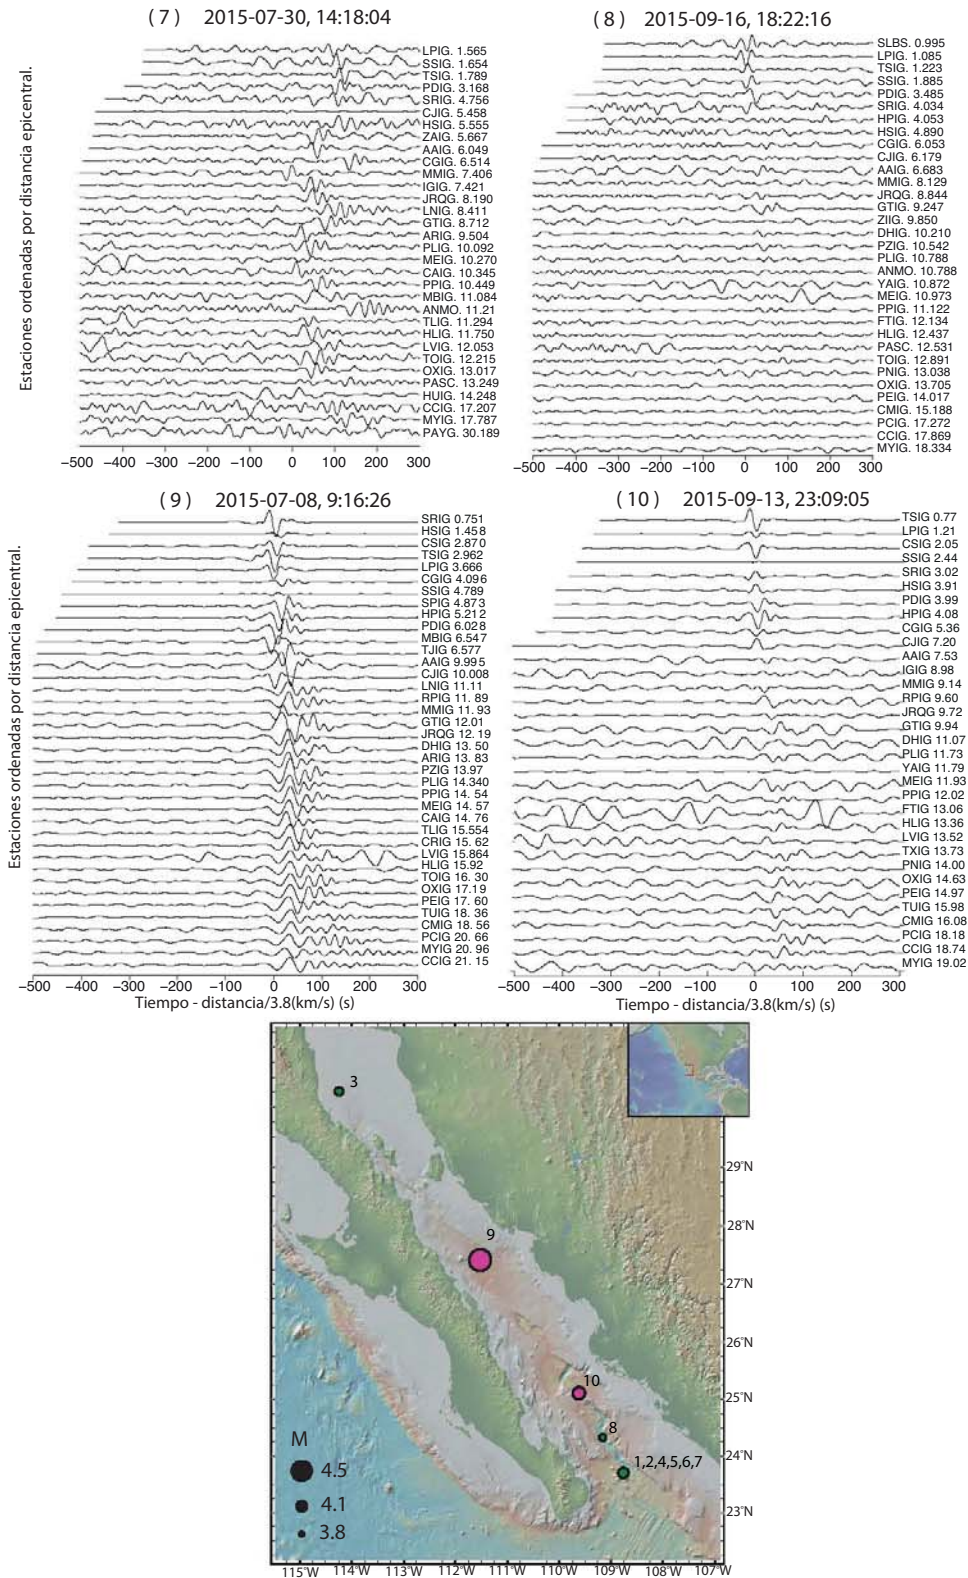 ( 7 ) 2015-07-30, 14:18:04
Estaciones ordenadas por distancia epicentral.
LPIG. 1.565
SSIG. 1.654
TSIG. 1.789
PDIG. 3.168
SRIG. 4.756
CJIG. 5.458
HSIG. 5.555
ZAIG. 5.667
AAIG. 6.049
CGIG. 6.514
MMIG. 7.406
IGIG. 7.421
JRQG. 8.190
LNIG. 8.411
GTIG. 8.712
ARIG. 9.504
PLIG. 10.092
MEIG. 10.270
CAIG. 10.345
PPIG. 10.449
MBIG. 11.084
ANMO. 11.21
TLIG. 11.294
HLIG. 11.750
LVIG. 12.053
TOIG. 12.215
OXIG. 13.017
PASC. 13.249
HUIG. 14.248
CCIG. 17.207
MYIG. 17.787
PAYG. 30.189
−500 −400 −300 −200 −100 0 100 200 300
( 8 ) 2015-09-16, 18:22:16
SLBS. 0.995
LPIG. 1.085
TSIG. 1.223
SSIG. 1.885
PDIG. 3.485
SRIG. 4.034
HPIG. 4.053
HSIG. 4.890
CGIG. 6.053
CJIG. 6.179
AAIG. 6.683
MMIG. 8.129
JRQG. 8.844
GTIG. 9.247
ZIIG. 9.850
DHIG. 10.210
PZIG. 10.542
PLIG. 10.788
ANMO. 10.788
YAIG. 10.872
MEIG. 10.973
PPIG. 11.122
FTIG. 12.134
HLIG. 12.437
PASC. 12.531
TOIG. 12.891
PNIG. 13.038
OXIG. 13.705
PEIG. 14.017
CMIG. 15.188
PCIG. 17.272
CCIG. 17.869
MYIG. 18.334
−500 −400 −300 −200 −100 0 100 200 300
( 9 ) 2015-07-08, 9:16:26
Estaciones ordenadas por distancia epicentral.
SRIG 0.751
HSIG 1.458
CSIG 2.870
TSIG 2.962
LPIG 3.666
CGIG 4.096
SSIG 4.789
SPIG 4.873
HPIG 5.212
PDIG 6.028
MBIG 6.547
TJIG 6.577
AAIG 9.995
CJIG 10.008
LNIG 11.11
RPIG 11. 89
MMIG 11. 93
GTIG 12.01
JRQG 12.19
DHIG 13. 50
ARIG 13. 83
PZIG 13.97
PLIG 14.340
PPIG 14. 54
MEIG 14. 57
CAIG 14. 76
TLIG 15.554
CRIG 15. 62
LVIG 15.864
HLIG 15.92
TOIG 16. 30
OXIG 17.19
PEIG 17. 60
TUIG 18. 36
CMIG 18. 56
PCIG 20. 66
MYIG 20. 96
CCIG 21. 15
−500 −400 −300 −200 −100 0 100 200 300
Tiempo - distancia/3.8(km/s) (s)
( 10 ) 2015-09-13, 23:09:05
TSIG 0.77
LPIG 1.21
CSIG 2.05
SSIG 2.44
SRIG 3.02
HSIG 3.91
PDIG 3.99
HPIG 4.08
CGIG 5.36
CJIG 7.20
AAIG 7.53
IGIG 8.98
MMIG 9.14
RPIG 9.60
JRQG 9.72
GTIG 9.94
DHIG 11.07
PLIG 11.73
YAIG 11.79
MEIG 11.93
PPIG 12.02
FTIG 13.06
HLIG 13.36
LVIG 13.52
TXIG 13.73
PNIG 14.00
OXIG 14.63
PEIG 14.97
TUIG 15.98
CMIG 16.08
PCIG 18.18
CCIG 18.74
MYIG 19.02
−500 −400 −300 −200 −100 0 100 200 300
Tiempo - distancia/3.8(km/s) (s)
3
9
10
8
1,2,4,5,6,7
M
4.5
4.1
3.8
29°N
28°N
27°N
26°N
25°N
24°N
23°N
115°W 114°W 113°W 112°W 111°W 110°W 109°W 108°W 107°W